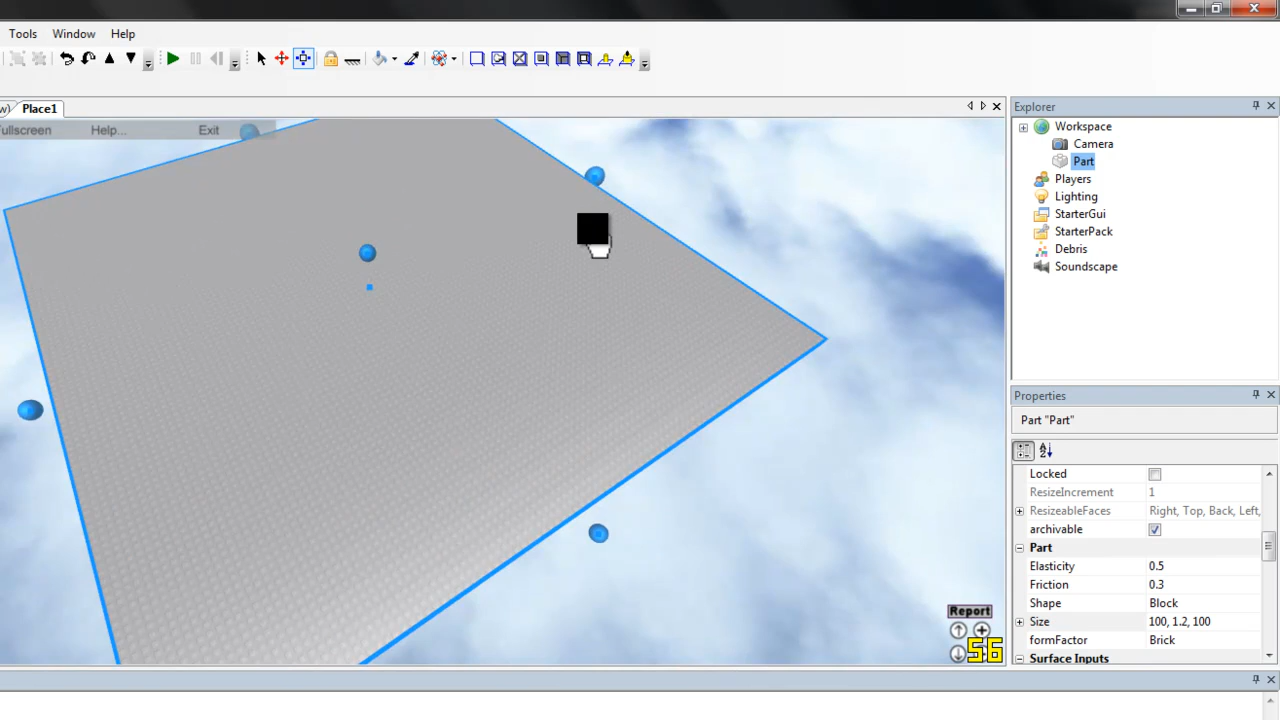 Tools Window Help
w) Place1
ullscreen Help... Exit
Explorer
Workspace
Camera
Part
Players
Lighting
StarterGui
StarterPack
Debris
Soundscape
Properties
Part "Part"
Locked
ResizeIncrement 1
ResizeableFaces Right, Top, Back, Left,
archivable
Part
Elasticity 0.5
Friction 0.3
Shape Block
Size 100, 1.2, 100
formFactor Brick
Surface Inputs
Report
56